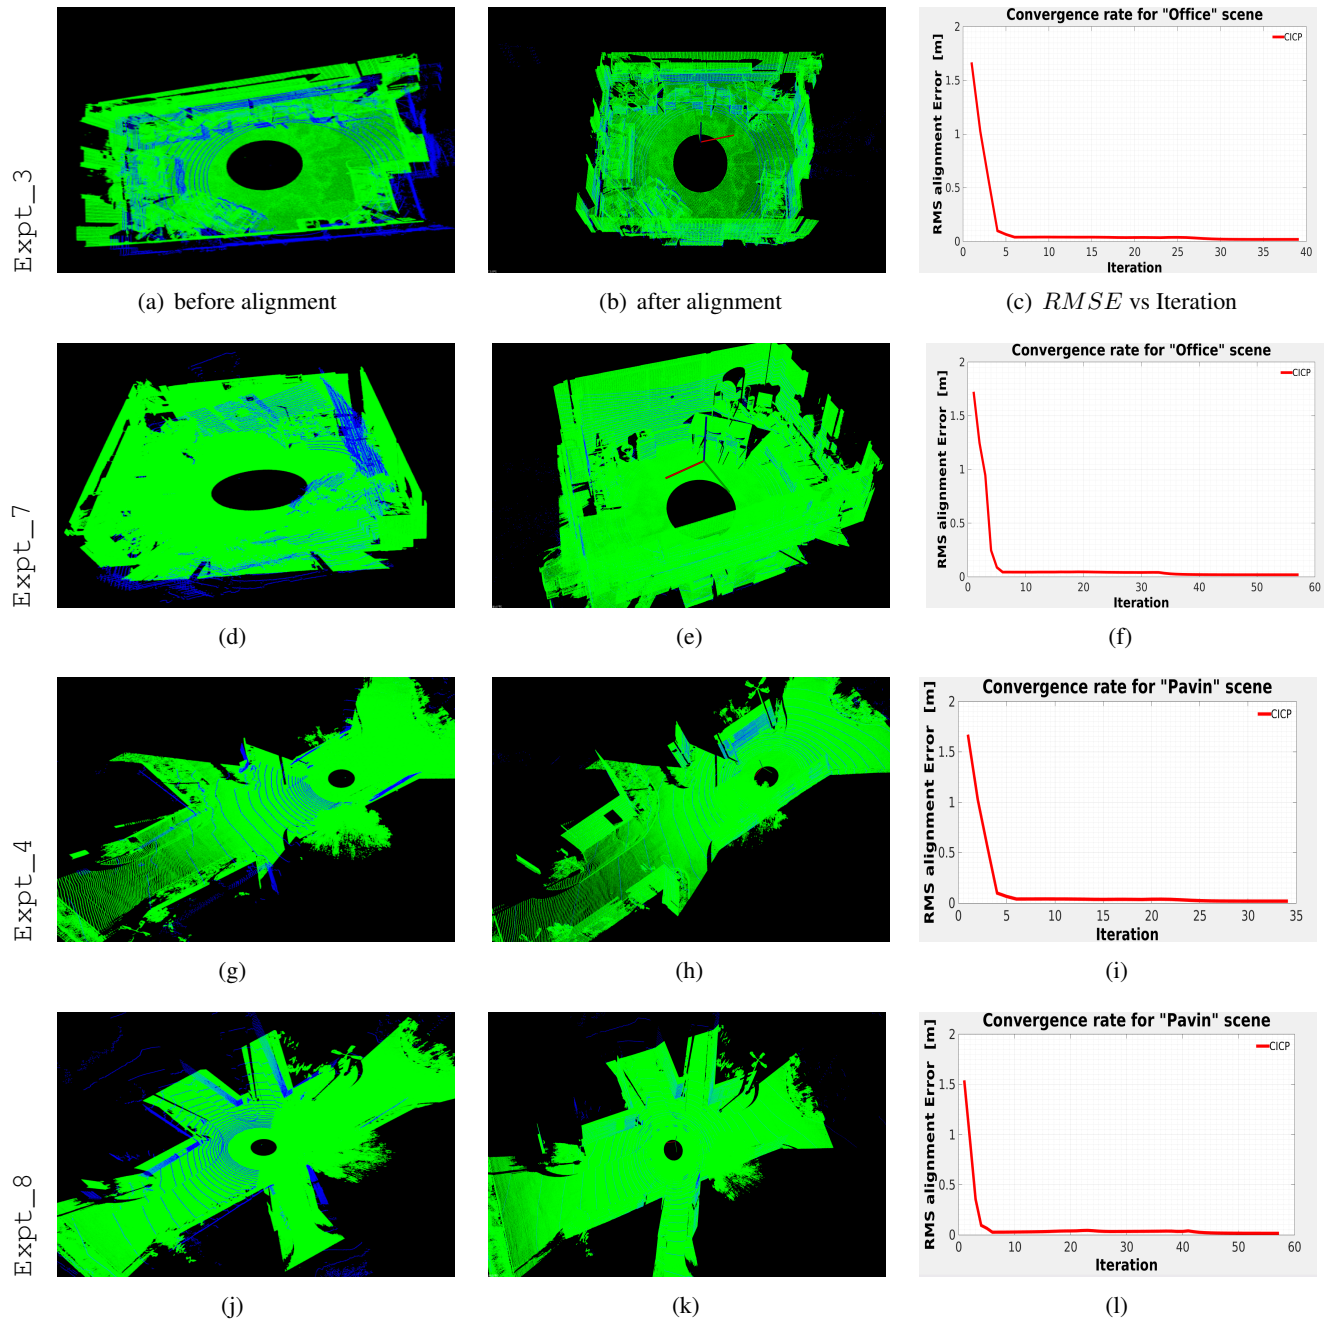 Expt_3
(a) before alignment
(b) after alignment
Convergence rate for "Office" scene
RMS alignment Error [m]
2
1.5
1
0.5
0
0 5 10 15 20 25 30 35 40
Iteration
CICP
(c) RMSE vs Iteration
Expt_7
(d)
(e)
Convergence rate for "Office" scene
RMS alignment Error [m]
2
1.5
1
0.5
0
0 10 20 30 40 50 60
Iteration
CICP
(f)
Expt_4
(g)
(h)
Convergence rate for "Pavin" scene
RMS alignment Error [m]
2
1.5
1
0.5
0
0 5 10 15 20 25 30 35
Iteration
CICP
(i)
Expt_8
(j)
(k)
Convergence rate for "Pavin" scene
RMS alignment Error [m]
2
1.5
1
0.5
0
0 10 20 30 40 50 60
Iteration
CICP
(l)